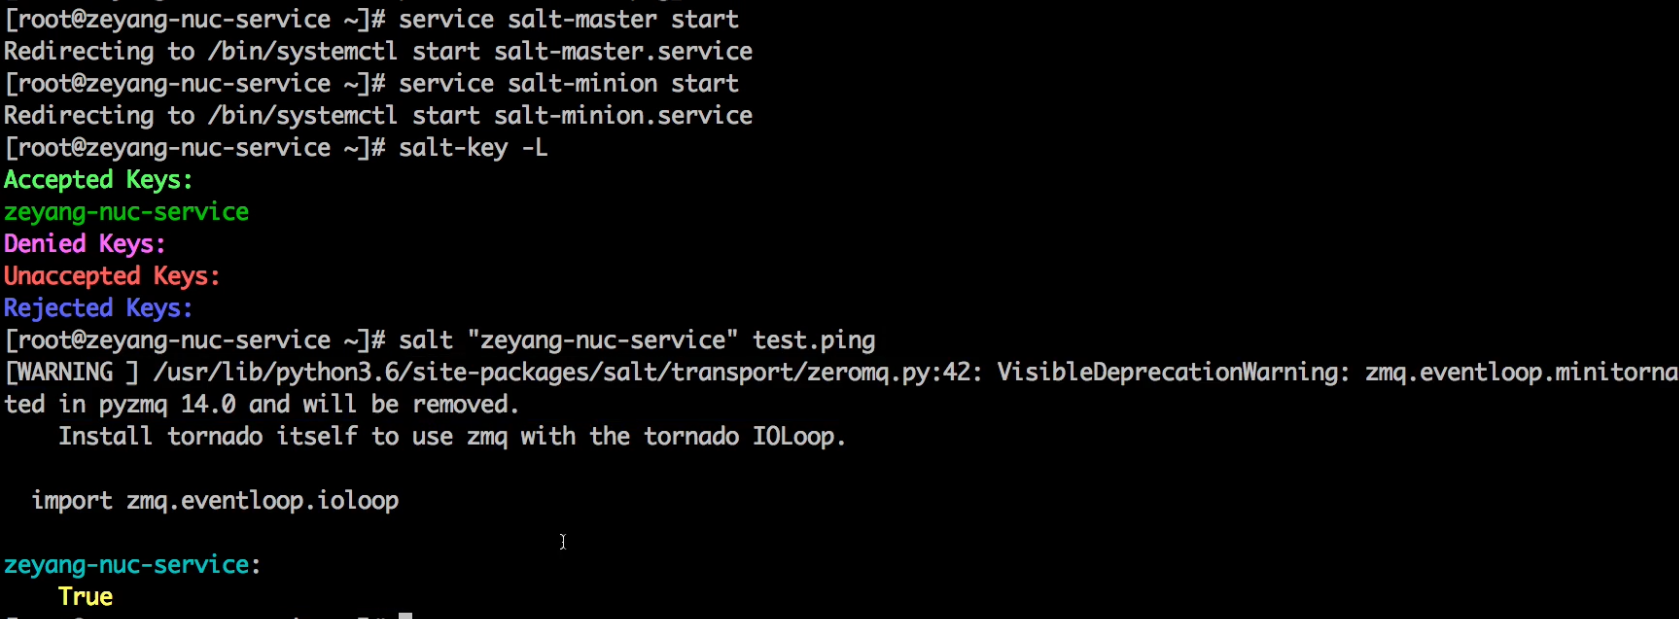 [root@zeyang-nuc-service ~]# service salt-master start
Redirecting to /bin/systemctl start salt-master.service
[root@zeyang-nuc-service ~]# service salt-minion start
Redirecting to /bin/systemctl start salt-minion.service
[root@zeyang-nuc-service ~]# salt-key -L
Accepted Keys:
zeyang-nuc-service
Denied Keys:
Unaccepted Keys:
Rejected Keys:
[root@zeyang-nuc-service ~]# salt "zeyang-nuc-service" test.ping
[WARNING ] /usr/lib/python3.6/site-packages/salt/transport/zeromq.py:42: VisibleDeprecationWarning: zmq.eventloop.minitorna
ted in pyzmq 14.0 and will be removed.
    Install tornado itself to use zmq with the tornado IOLoop.
  import zmq.eventloop.ioloop
zeyang-nuc-service:
    True